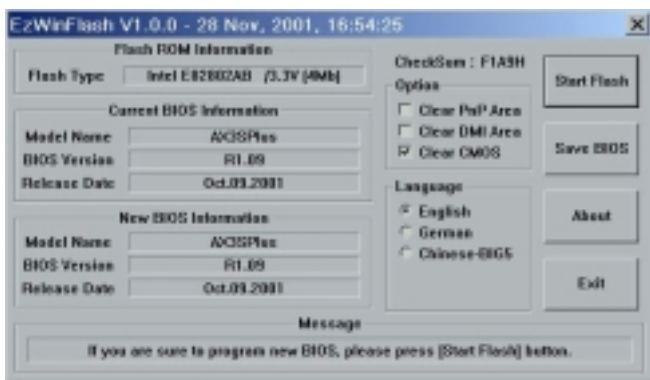 EzWinFlash V1.0.0 - 28 Nov, 2001, 16:54:25
Flash ROM Information
Flash Type Intel E82802AB /3.3V (4Mb)
Current BIOS Information
Model Name AX3SPlus
BIOS Version R1.09
Release Date Oct.09.2001
New BIOS Information
Model Name AX3SPlus
BIOS Version R1.09
Release Date Oct.09.2001
CheckSum : F1A9H
Option
Clear PnP Area
Clear DMI Area
Clear CMOS
Language
English
German
Chinese-BIG5
Start Flash
Save BIOS
About
Exit
Message
If you are sure to program new BIOS, please press [Start Flash] button.